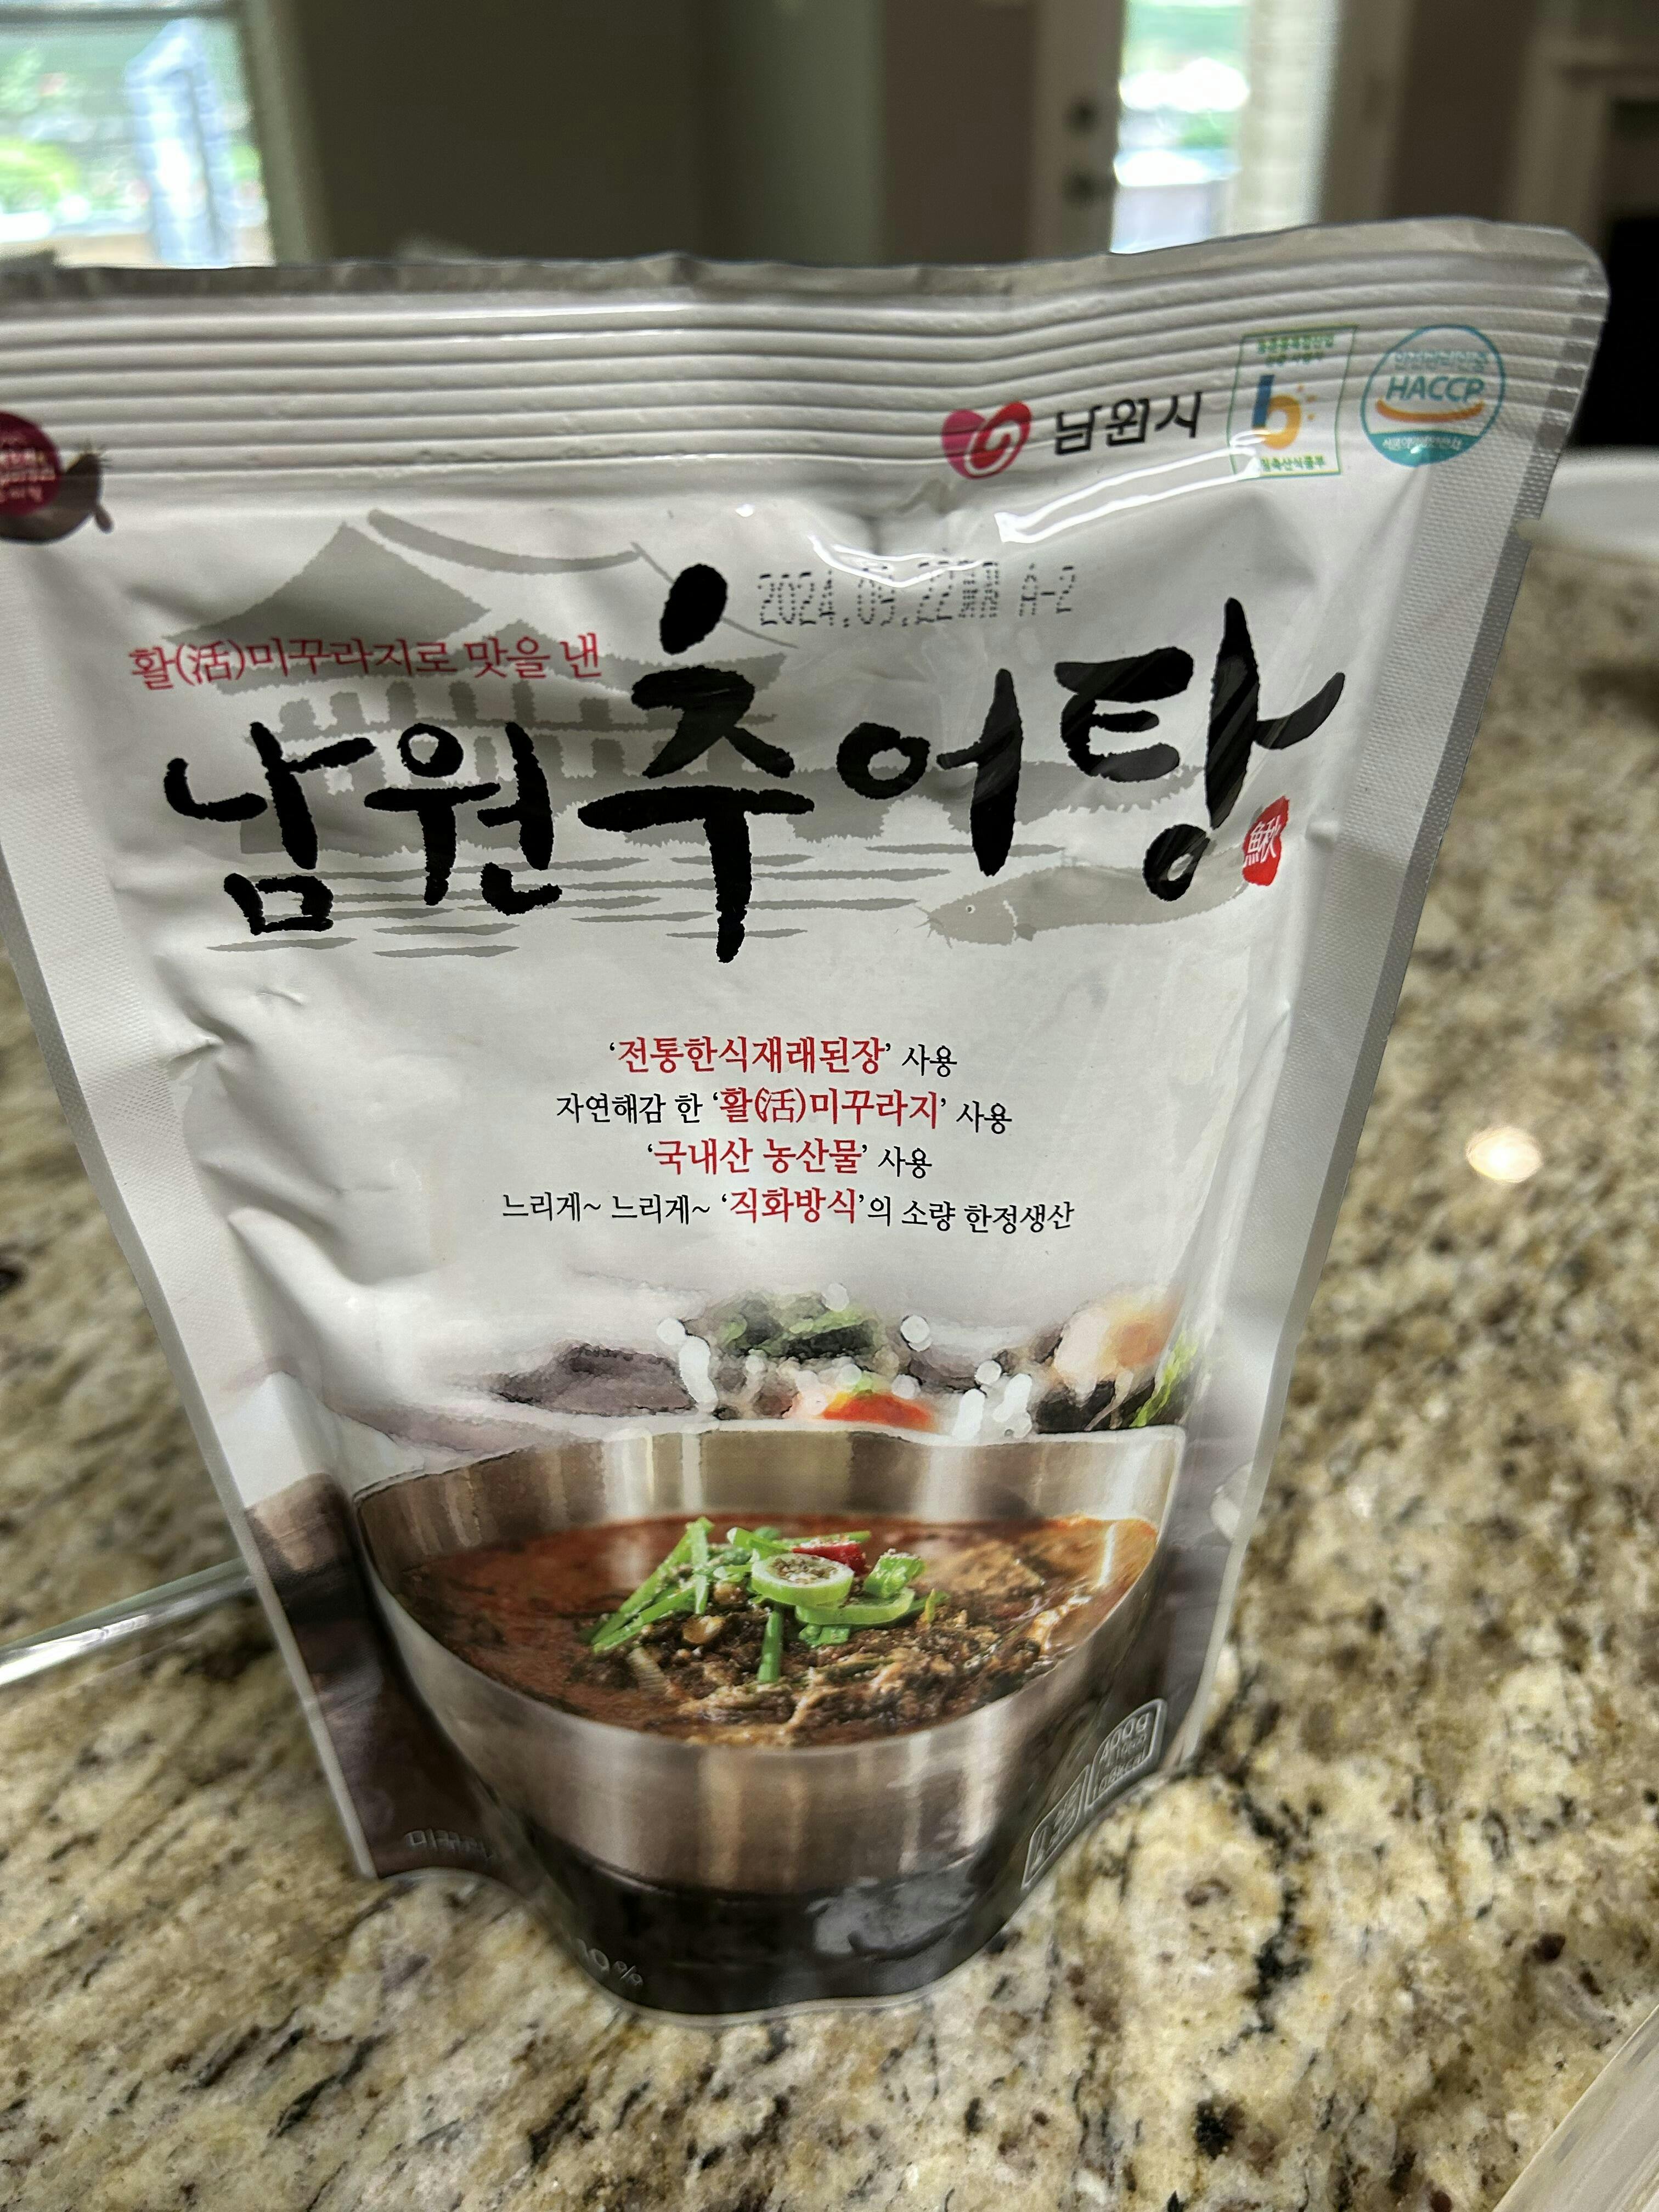 남원시
HACCP
2024.09.22 A-2
활(活)미꾸라지로 맛을 낸
남원추어탕
鰍
‘전통한식재래된장’ 사용
자연해감 한 ‘활(活)미꾸라지’ 사용
‘국내산 농산물’ 사용
느리게~ 느리게~ ‘직화방식’의 소량 한정생산
400g